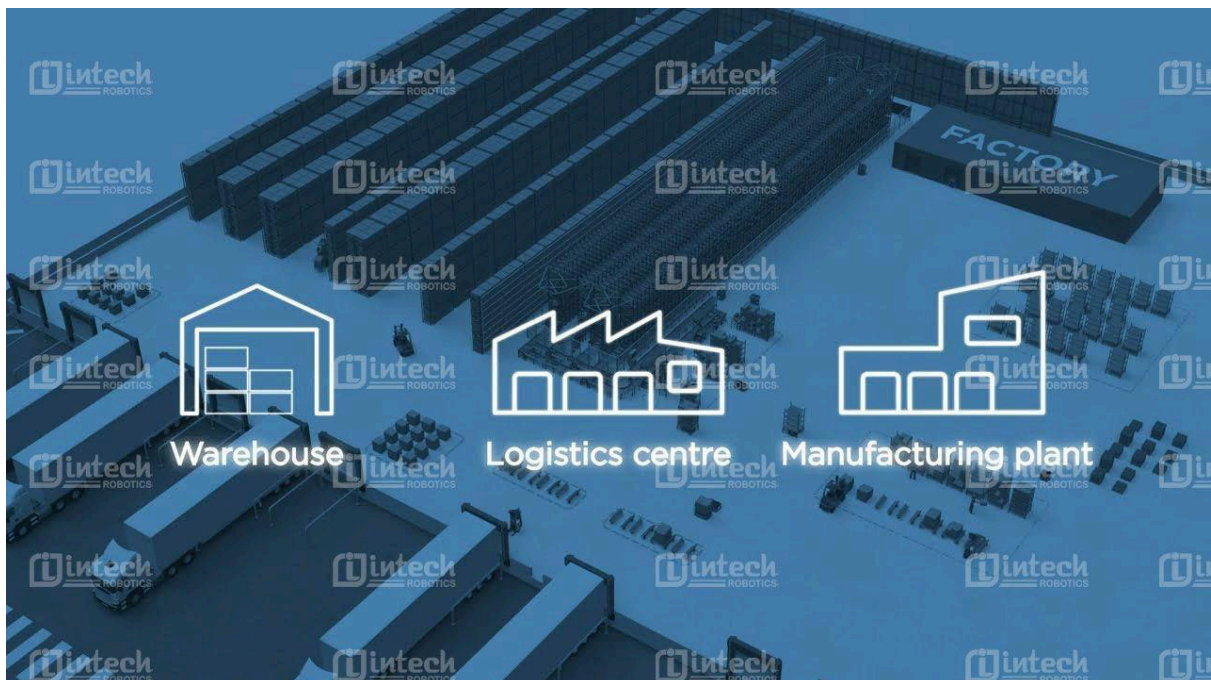 intech
ROBOTICS
FACTORY
Warehouse
Logistics centre
Manufacturing plant